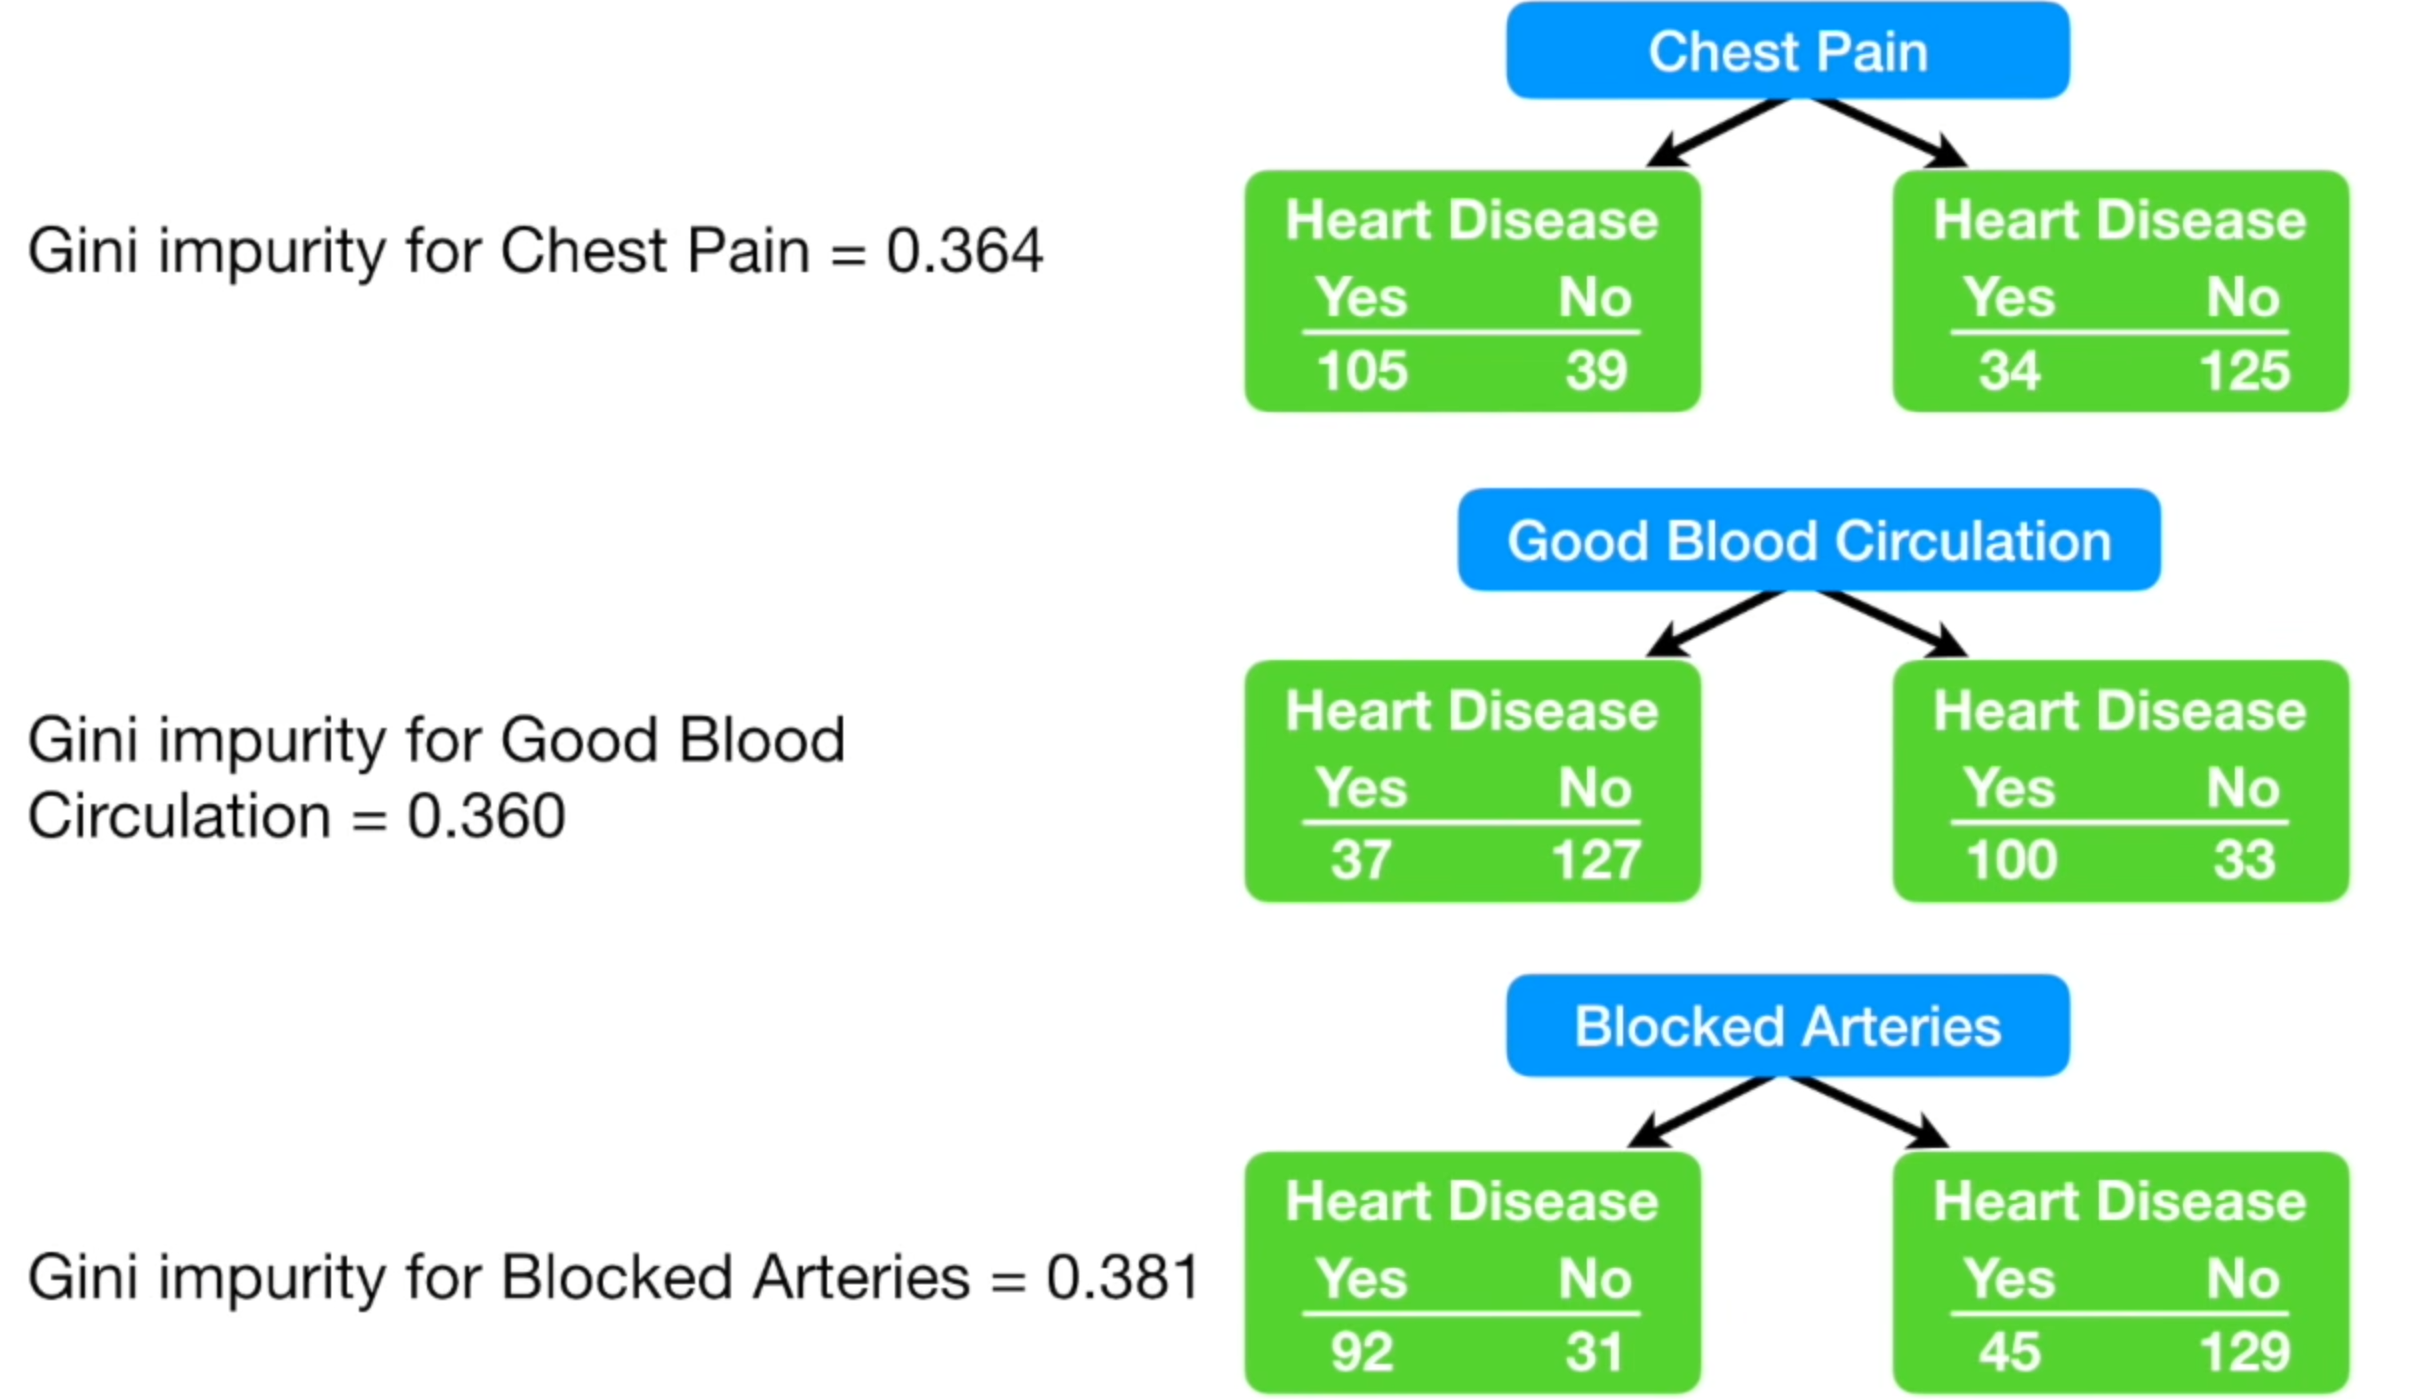 Chest Pain
Gini impurity for Chest Pain = 0.364
Heart Disease
Yes No
105 39
Heart Disease
Yes No
34 125
Good Blood Circulation
Gini impurity for Good Blood
Circulation = 0.360
Heart Disease
Yes No
37 127
Heart Disease
Yes No
100 33
Blocked Arteries
Gini impurity for Blocked Arteries = 0.381
Heart Disease
Yes No
92 31
Heart Disease
Yes No
45 129